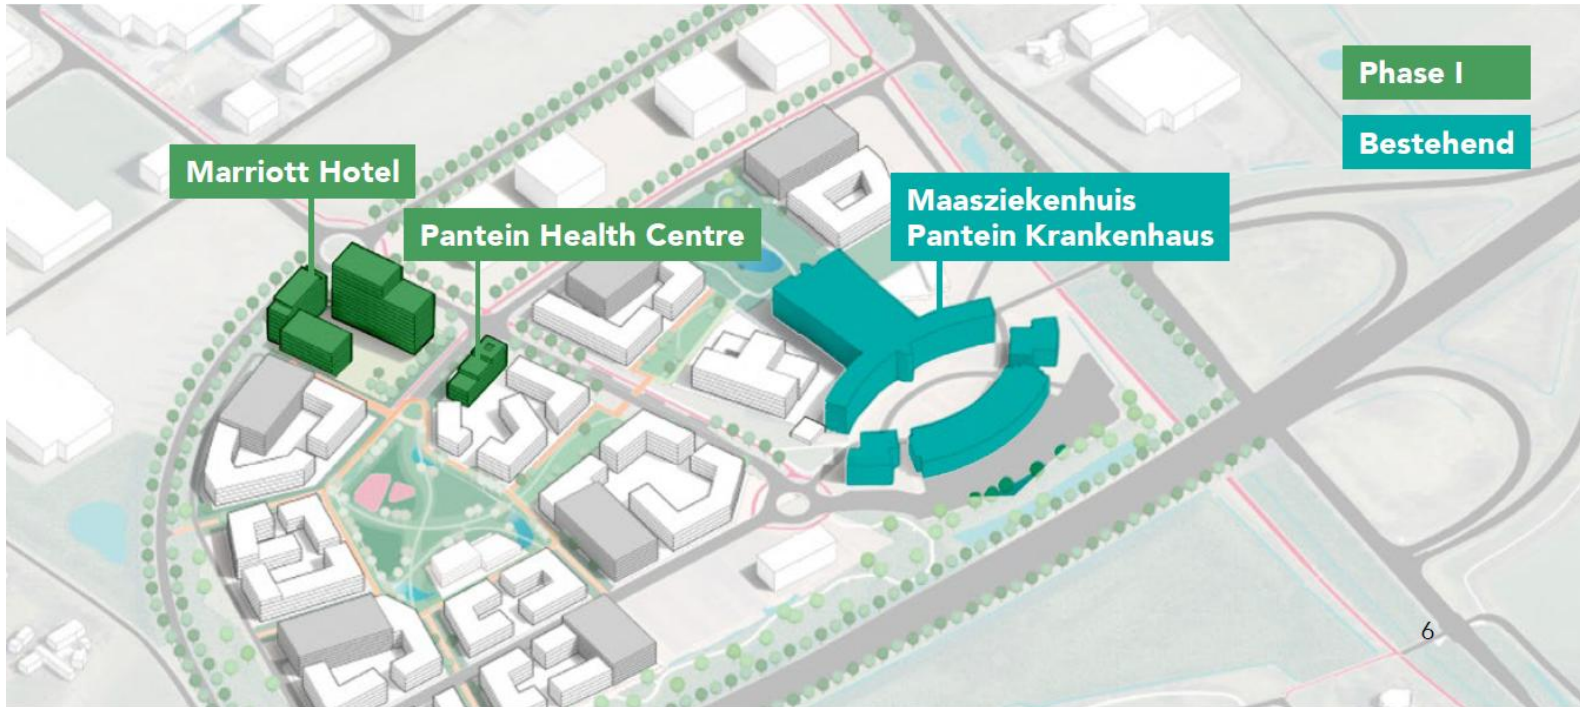 Phase I
Bestehend
Marriott Hotel
Pantein Health Centre
Maasziekenhuis
Pantein Krankenhaus
6